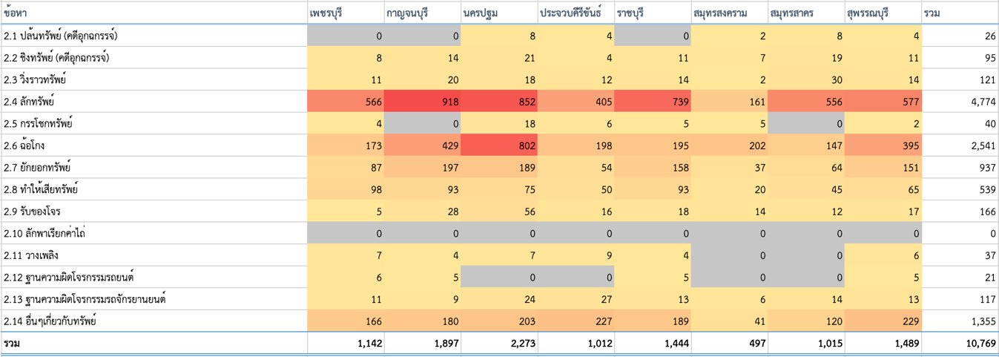 ข้อหา เพชรบุรี กาญจนบุรี นครปฐม ประจวบคีรีขันธ์ ราชบุรี สมุทรสงคราม สมุทรสาคร สุพรรณบุรี รวม
2.1 ปล้นทรัพย์ (คดีอุกฉกรรจ์) 0 0 8 4 0 2 8 4 26
2.2 ชิงทรัพย์ (คดีอุกฉกรรจ์) 8 14 21 4 11 7 19 11 95
2.3 วิ่งราวทรัพย์ 11 20 18 12 14 2 30 14 121
2.4 ลักทรัพย์ 566 918 852 405 739 161 556 577 4,774
2.5 กรรโชกทรัพย์ 4 0 18 6 5 5 0 2 40
2.6 ฉ้อโกง 173 429 802 198 195 202 147 395 2,541
2.7 ยักยอกทรัพย์ 87 197 189 54 158 37 64 151 937
2.8 ทำให้เสียทรัพย์ 98 93 75 50 93 20 45 65 539
2.9 รับของโจร 5 28 56 16 18 14 12 17 166
2.10 ลักพาเรียกค่าไถ่ 0 0 0 0 0 0 0 0 0
2.11 วางเพลิง 7 4 7 9 4 0 0 6 37
2.12 ฐานความผิดโจรกรรมรถยนต์ 6 5 0 0 5 0 0 5 21
2.13 ฐานความผิดโจรกรรมรถจักรยานยนต์ 11 9 24 27 13 6 14 13 117
2.14 อื่นๆเกี่ยวกับทรัพย์ 166 180 203 227 189 41 120 229 1,355
รวม 1,142 1,897 2,273 1,012 1,444 497 1,015 1,489 10,769